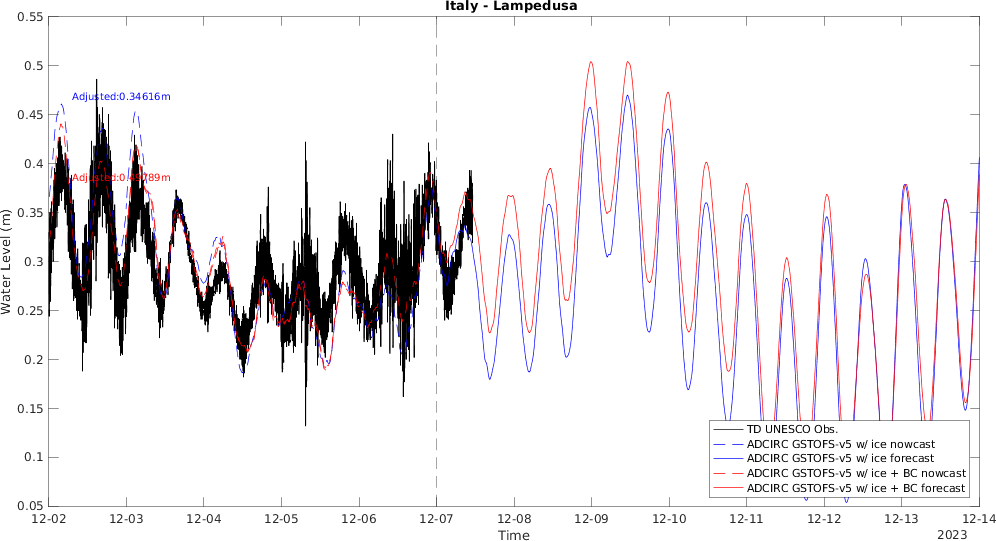 Italy - Lampedusa
0.55
0.5
0.45
0.4
0.35
0.3
0.25
0.2
0.15
0.1
0.05
Water Level (m)
Adjusted:0.34616m
TD UNESCO Obs.
ADCIRC GSTOFS-v5 w/ ice nowcast
ADCIRC GSTOFS-v5 w/ ice forecast
ADCIRC GSTOFS-v5 w/ ice + BC nowcast
ADCIRC GSTOFS-v5 w/ ice + BC forecast
12-02 12-03 12-04 12-05 12-06 12-07 12-08 12-09 12-10 12-11 12-12 12-13 12-14
Time
2023